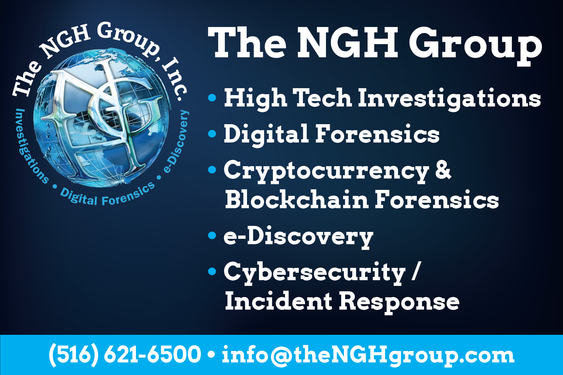 The NGH Group, Inc.
Investigations • Digital Forensics • e-Discovery
NGH
The NGH Group
• High Tech Investigations
• Digital Forensics
• Cryptocurrency &
Blockchain Forensics
• e-Discovery
• Cybersecurity /
Incident Response
(516) 621-6500 • info@theNGHgroup.com